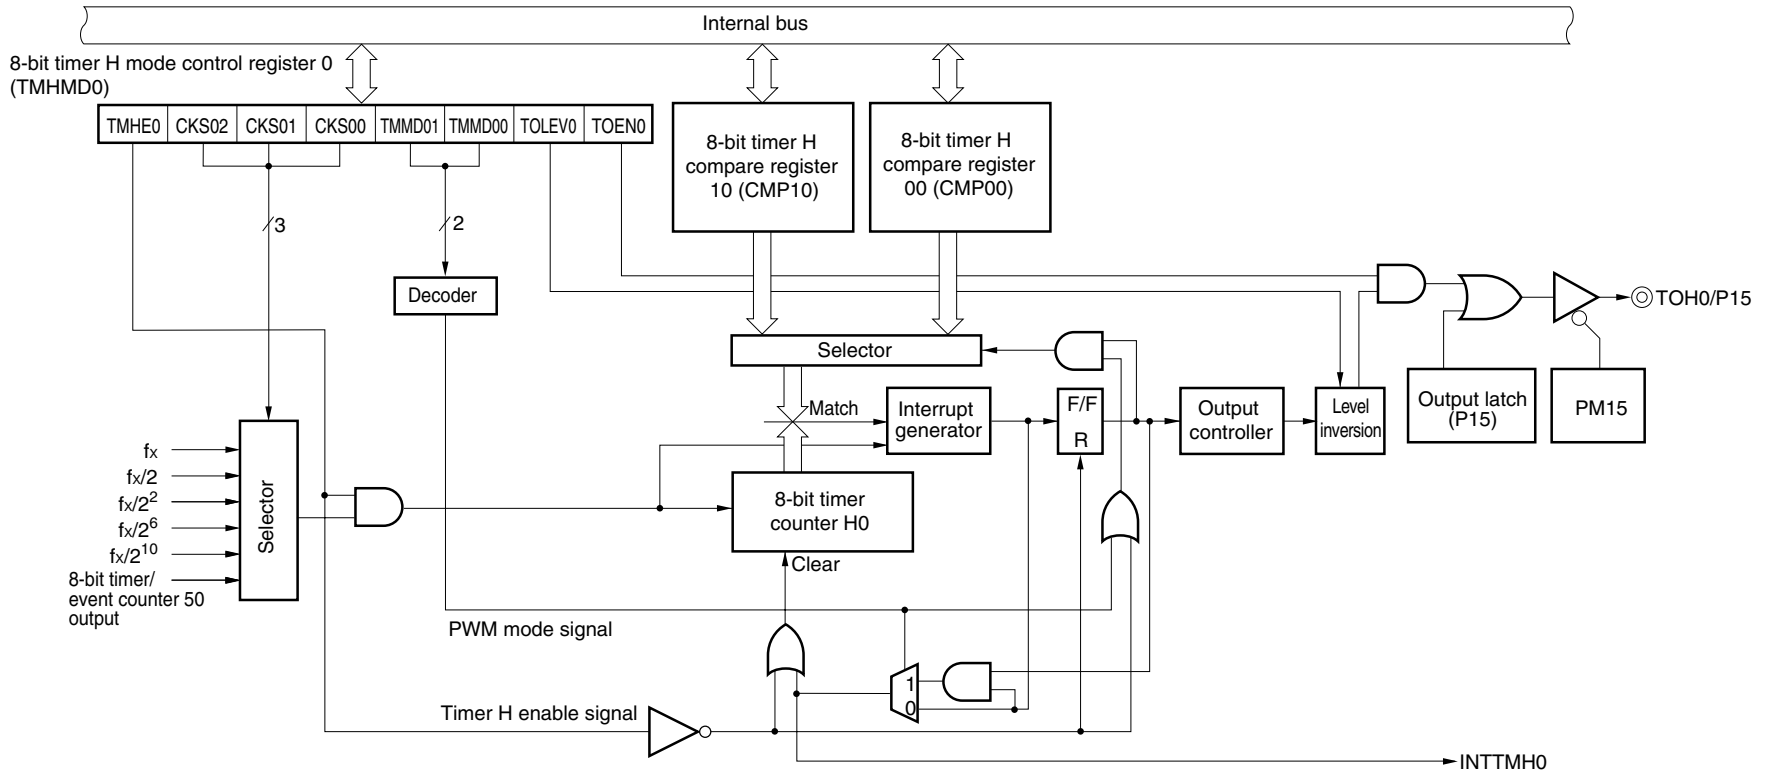 Internal bus
8-bit timer H mode control register 0
(TMHMD0)
TMHE0 CKS02 CKS01 CKS00 TMMD01 TMMD00 TOLEV0 TOEN0
8-bit timer H
compare register
10 (CMP10)
8-bit timer H
compare register
00 (CMP00)
3
2
Decoder
TOH0/P15
Selector
Match
Interrupt
generator
F/F
R
Output
controller
Level
inversion
Output latch
(P15)
PM15
fX
fX/2
fX/2²
fX/2⁶
fX/2¹⁰
8-bit timer/
event counter 50
output
Selector
8-bit timer
counter H0
Clear
PWM mode signal
1
0
Timer H enable signal
INTTMH0